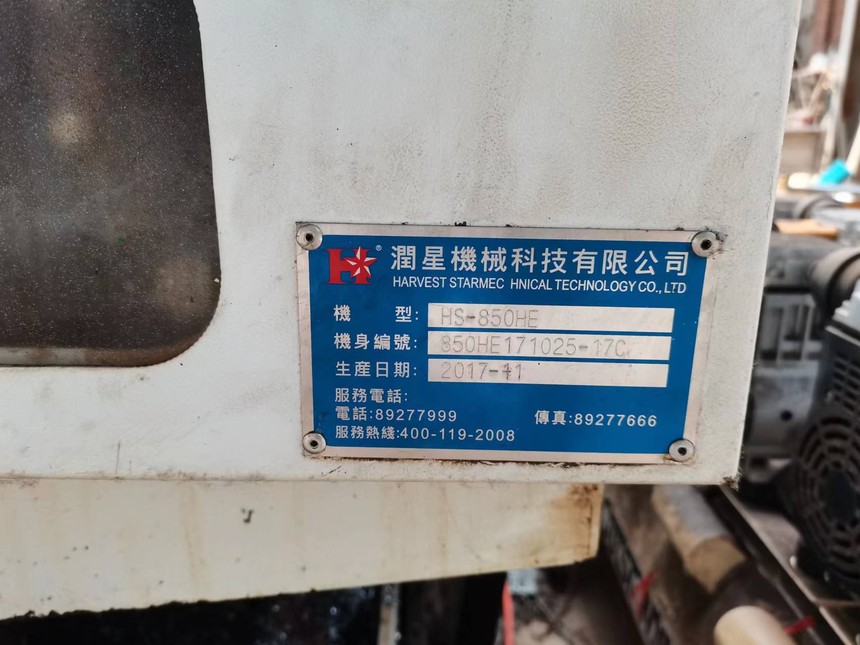 H®
潤星機械科技有限公司
HARVEST STARMEC HNICAL TECHNOLOGY CO., LTD
機 型: HS-850HE
機身編號: 850HE171025-17C
生産日期: 2017-11
服務電話:
電話:89277999 傳真:89277666
服務熱綫:400-119-2008